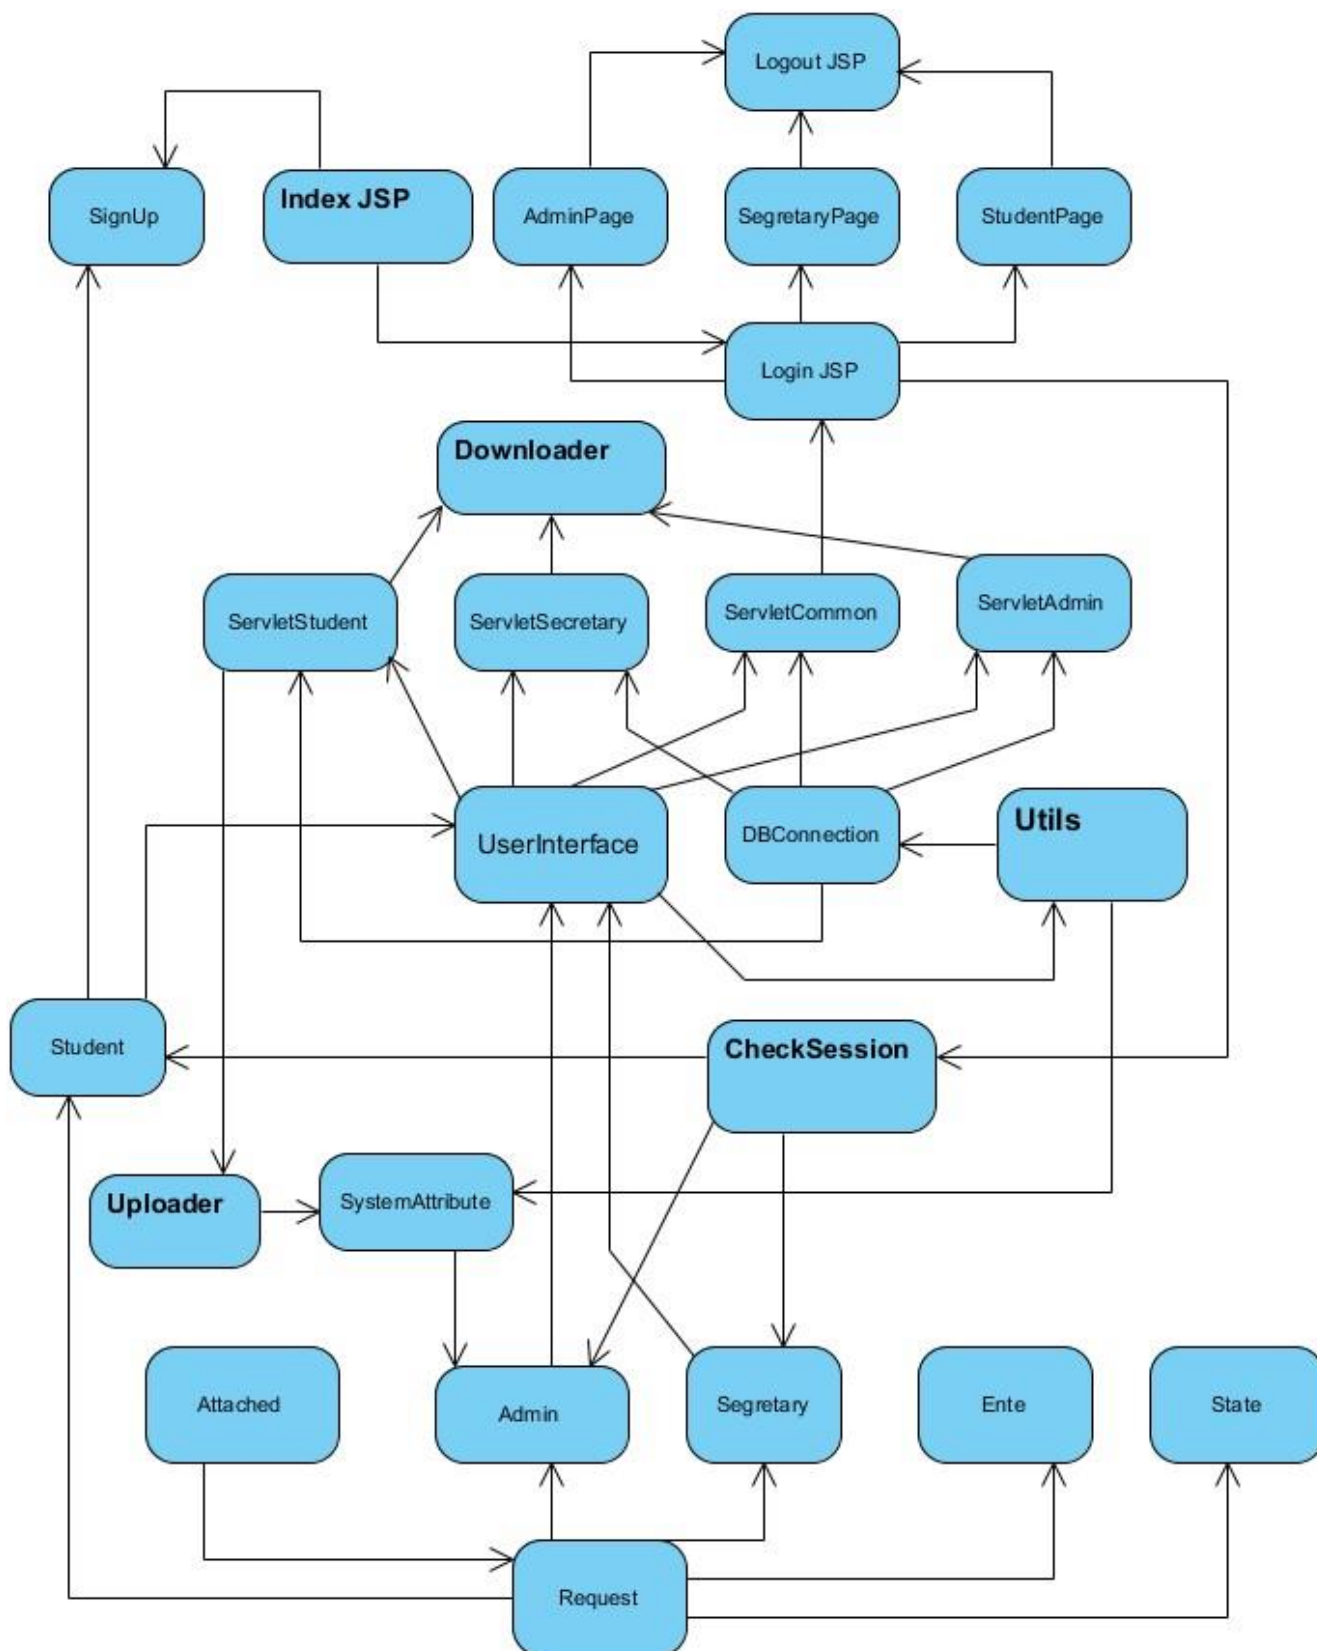 Logout JSP
SignUp
Index JSP
AdminPage
SegretaryPage
StudentPage
Login JSP
Downloader
ServletStudent
ServletSecretary
ServletCommon
ServletAdmin
UserInterface
DBConnection
Utils
Student
CheckSession
Uploader
SystemAttribute
Attached
Admin
Segretary
Ente
State
Request